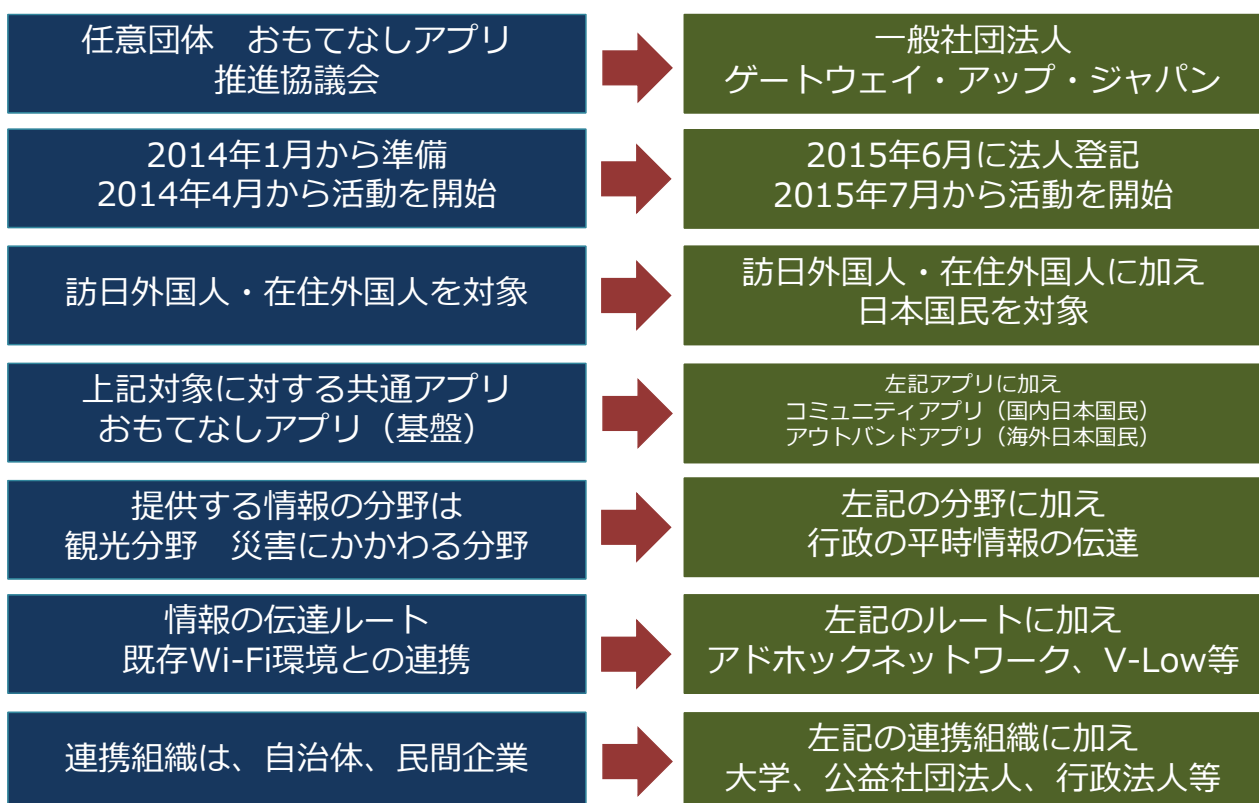 任意団体　おもてなしアプリ
推進協議会
一般社団法人
ゲートウェイ・アップ・ジャパン
2014年1月から準備
2014年4月から活動を開始
2015年6月に法人登記
2015年7月から活動を開始
訪日外国人・在住外国人を対象
訪日外国人・在住外国人に加え
日本国民を対象
上記対象に対する共通アプリ
おもてなしアプリ（基盤）
左記アプリに加え
コミュニティアプリ（国内日本国民）
アウトバンドアプリ（海外日本国民）
提供する情報の分野は
観光分野　災害にかかわる分野
左記の分野に加え
行政の平時情報の伝達
情報の伝達ルート
既存Wi-Fi環境との連携
左記のルートに加え
アドホックネットワーク、V-Low等
連携組織は、自治体、民間企業
左記の連携組織に加え
大学、公益社団法人、行政法人等